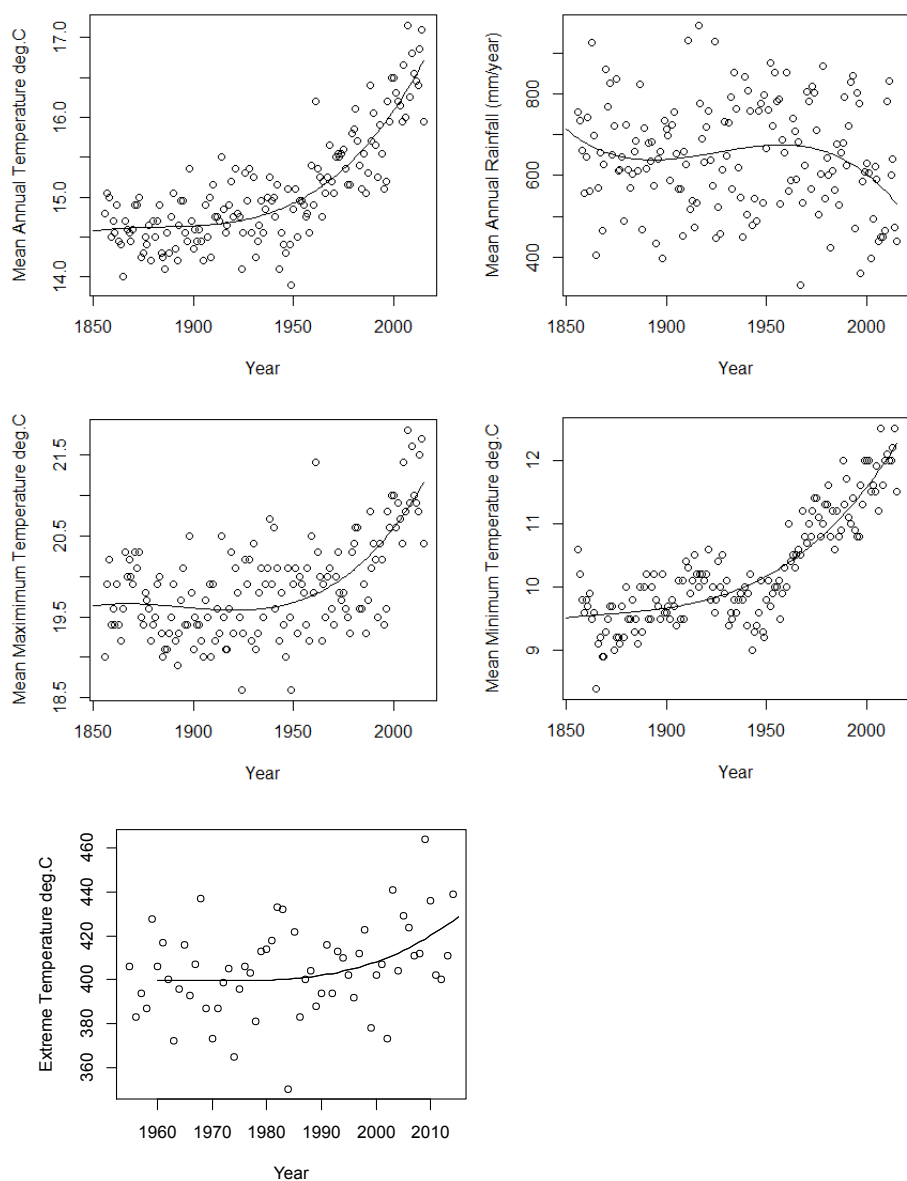 Mean Annual Temperature deg.C
17.0
16.0
15.0
14.0
1850 1900 1950 2000
Year
Mean Annual Rainfall (mm/year)
800
600
400
1850 1900 1950 2000
Year
Mean Maximimum Temperature deg.C
21.5
20.5
19.5
18.5
1850 1900 1950 2000
Year
Mean Minimum Temperature deg.C
12
11
10
9
1850 1900 1950 2000
Year
Extreme Temperature deg.C
460
440
420
400
380
360
1960 1970 1980 1990 2000 2010
Year